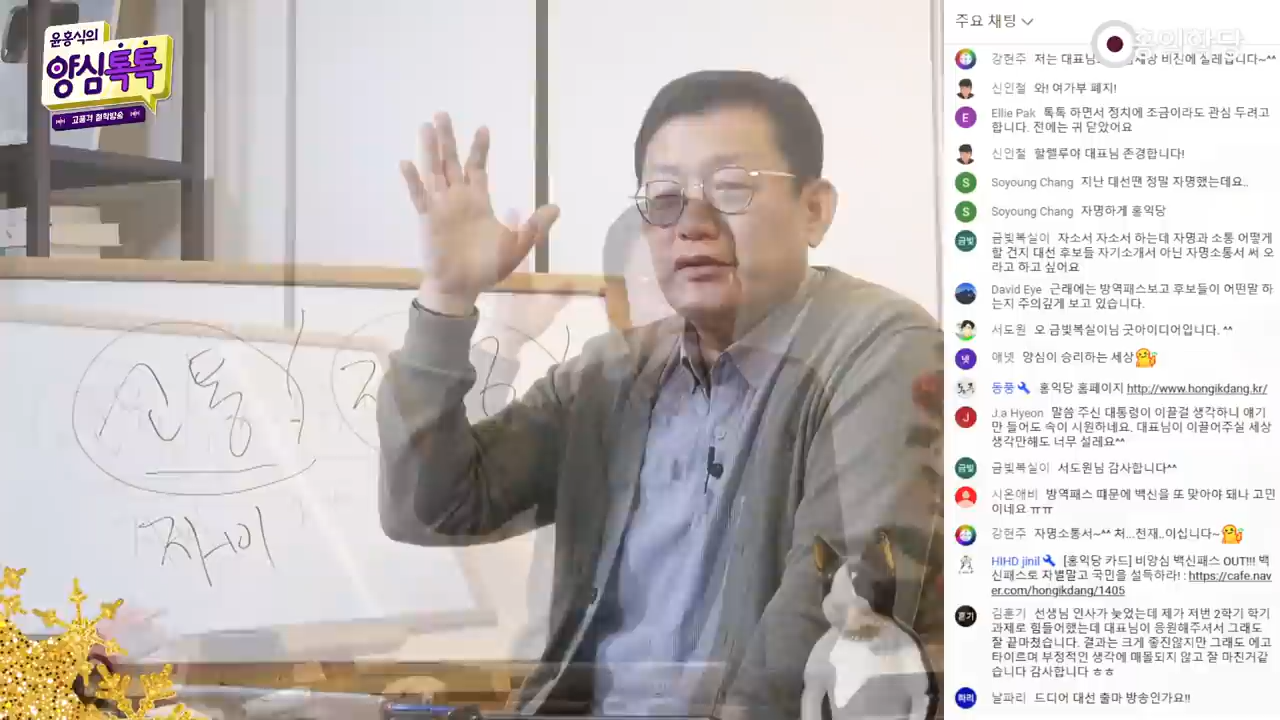 윤홍식의
양심톡톡
고품격 철학방송
소통
자비
주요 채팅
홍익학당
강현주 저는 대표님
비전에 설레입니다~^^
신인철 와! 여가부 폐지!
Ellie Pak 톡톡 하면서 정치에 조금이라도 관심 두려고
합니다. 전에는 귀 닫았어요
신인철 할렐루야 대표님 존경합니다!
Soyoung Chang 지난 대선땐 정말 자명했는데요..
Soyoung Chang 자명하게 홍익당
금빛복실이 자소서 자소서 하는데 자명과 소통 어떻게
할 건지 대선 후보들 자기소개서 아닌 자명소통서 써 오
라고 하고 싶어요
David Eye 근래에는 방역패스보고 후보들이 어떤말 하
는지 주의깊게 보고 있습니다.
서도원 오 금빛복실이님 굿아이디어입니다. ^^
애넷 양심이 승리하는 세상
동풍 홍익당 홈페이지 http://www.hongikdang.kr/
J.a Hyeon 말씀 주신 대통령이 이끌걸 생각하니 얘기
만 들어도 속이 시원하네요. 대표님이 이끌어주실 세상
생각만해도 너무 설레요^^
금빛복실이 서도원님 감사합니다^^
시온애비 방역패스 때문에 백신을 또 맞아야 돼나 고민
이네요 ㅠㅠ
강현주 자명소통서~^^ 처...천재..이십니다~
HIHD jinil [홍익당 카드] 비양심 백신패스 OUT!!! 백
신패스로 차별말고 국민을 설득하라! : https://cafe.nav
er.com/hongikdang/1405
김훈기 선생님 인사가 늦었는데 제가 저번 2학기 학기
과제로 힘들어했는데 대표님이 응원해주셔서 그래도
잘 끝마쳤습니다. 결과는 크게 좋진않지만 그래도 에고
타이르며 부정적인 생각에 매몰되지 않고 잘 마친거같
습니다 감사합니다 ㅎㅎ
날파리 드디어 대선 출마 방송인가요!!